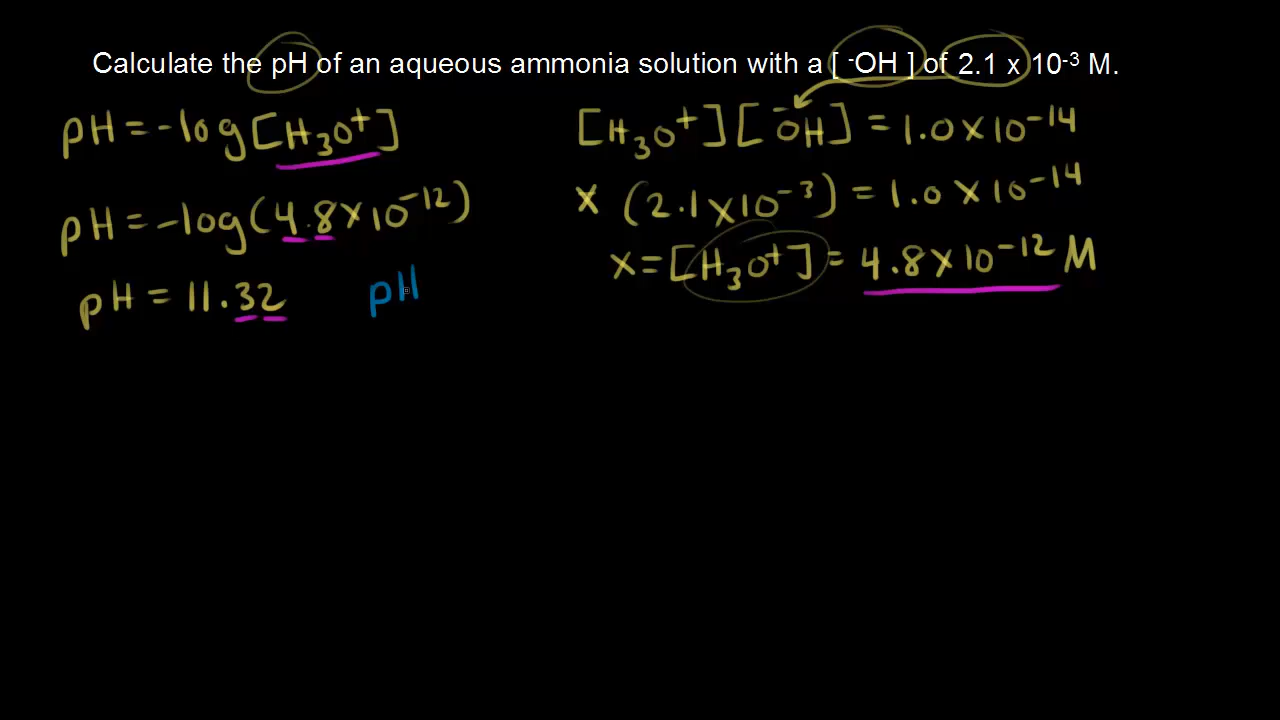 Calculate the pH of an aqueous ammonia solution with a [ ⁻OH ] of 2.1 x 10⁻³ M.
pH = -log[H₃O⁺]
pH = -log(4.8 x 10⁻¹²)
pH = 11.32
pH
[H₃O⁺][⁻OH] = 1.0 x 10⁻¹⁴
x (2.1 x 10⁻³) = 1.0 x 10⁻¹⁴
x = [H₃O⁺] = 4.8 x 10⁻¹² M